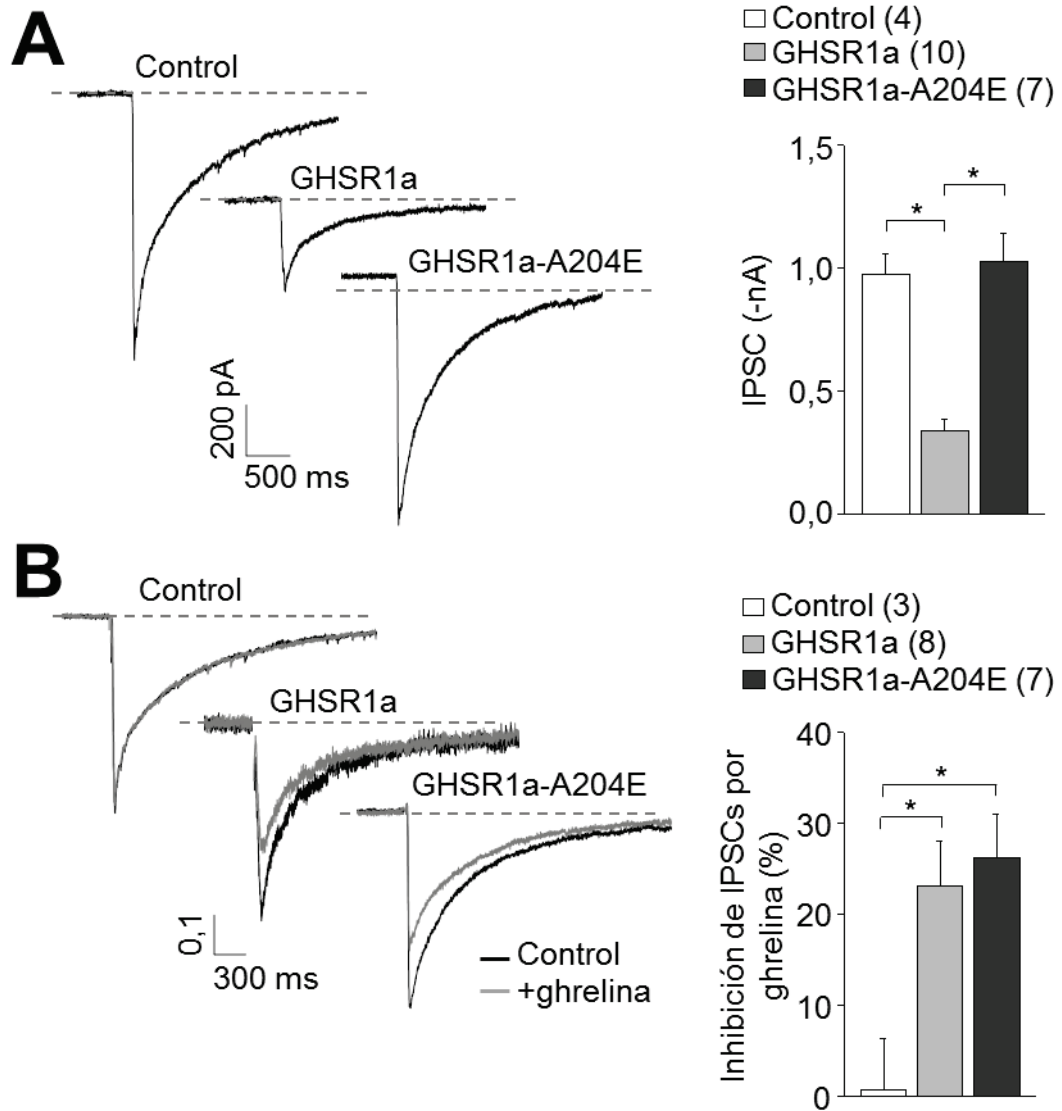 A
Control
GHSR1a
GHSR1a-A204E
200 pA
500 ms
Control (4)
GHSR1a (10)
GHSR1a-A204E (7)
IPSC (-nA)
1,5
1,0
0,5
0,0
*
*
B
Control
GHSR1a
GHSR1a-A204E
0,1
300 ms
Control
+ghrelina
Control (3)
GHSR1a (8)
GHSR1a-A204E (7)
Inhibición de IPSCs por
ghrelina (%)
40
30
20
10
0
*
*